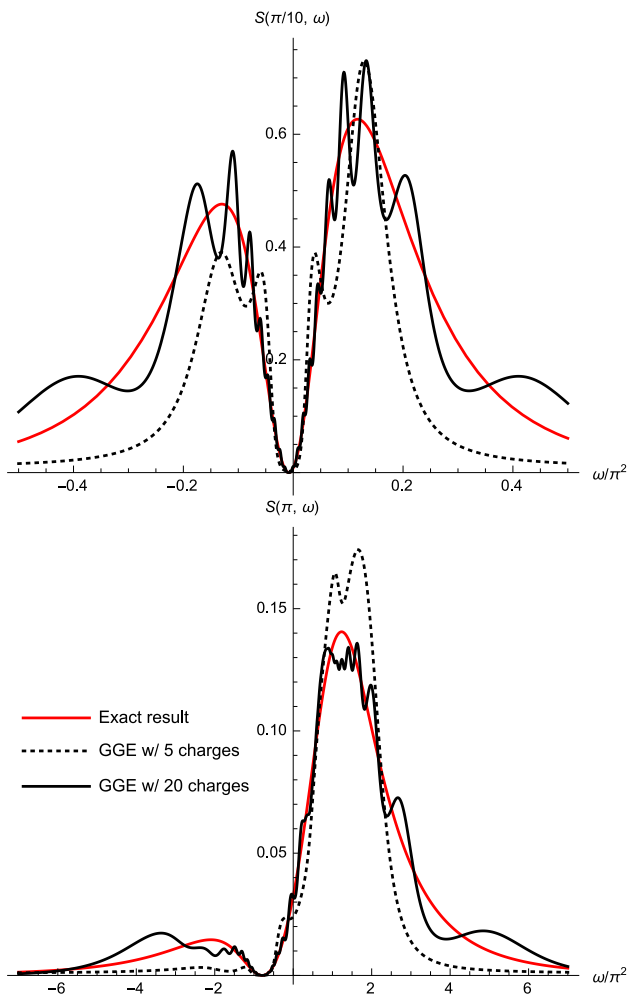 S(π/10, ω)
0.6
0.4
0.2
−0.4 −0.2 0.2 0.4 ω/π²
S(π, ω)
0.15
Exact result
GGE w/ 5 charges
0.10
GGE w/ 20 charges
0.05
−6 −4 −2 2 4 6 ω/π²